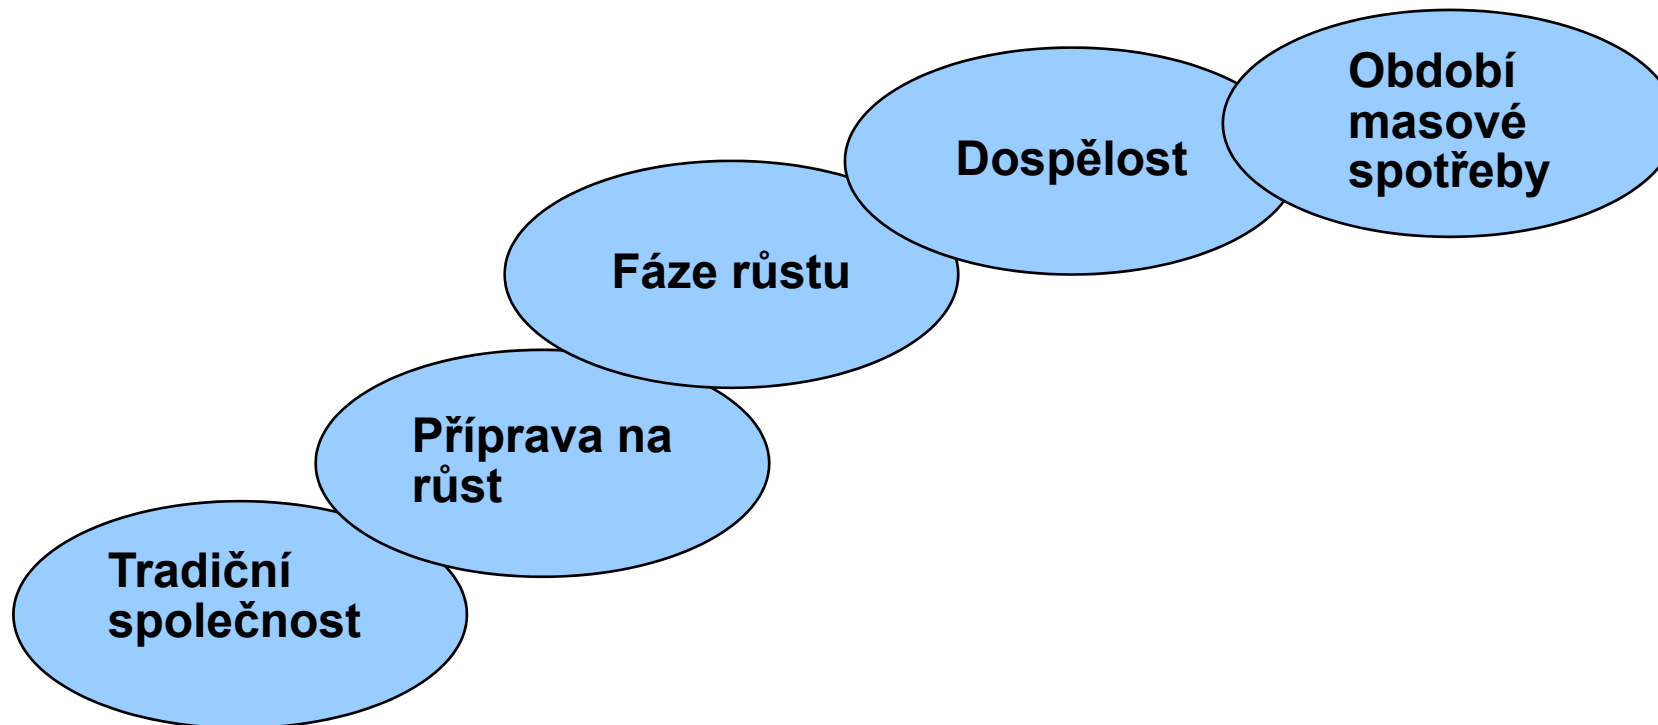 Období
masové
spotřeby
Dospělost
Fáze růstu
Příprava na
růst
Tradiční
společnost